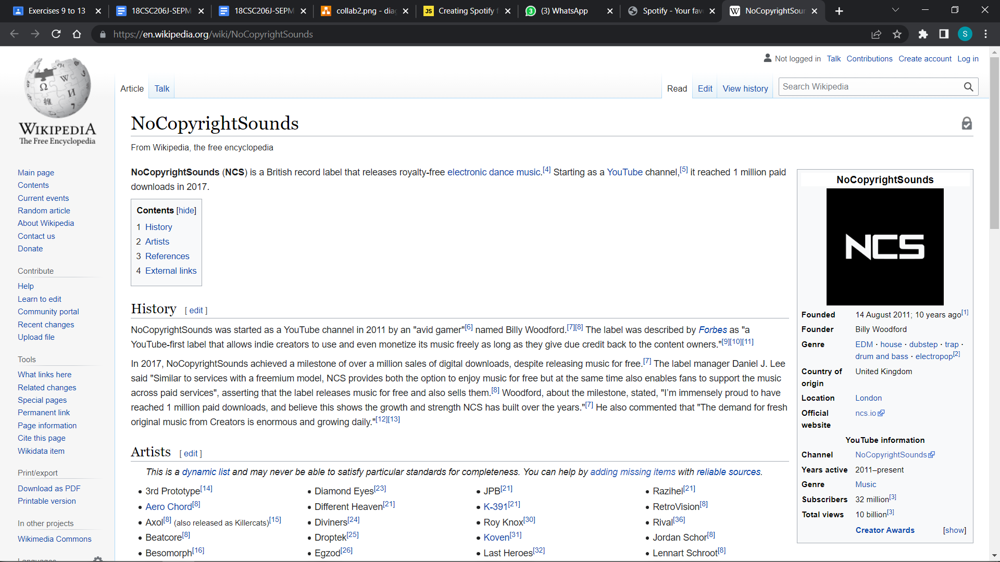 Exercises 9 to 13
18CSC206J-SEPM
18CSC206J-SEPM
collab2.png - dia
JS Creating Spotify
(3) WhatsApp
Spotify - Your fav
W NoCopyrightSoun
https://en.wikipedia.org/wiki/NoCopyrightSounds
S
Not logged in Talk Contributions Create account Log in
Article Talk
Read Edit View history
Search Wikipedia
WIKIPEDIA
The Free Encyclopedia
Main page
Contents
Current events
Random article
About Wikipedia
Contact us
Donate
Contribute
Help
Learn to edit
Community portal
Recent changes
Upload file
Tools
What links here
Related changes
Special pages
Permanent link
Page information
Cite this page
Wikidata item
Print/export
Download as PDF
Printable version
In other projects
Wikimedia Commons
Languages
NoCopyrightSounds
From Wikipedia, the free encyclopedia
NoCopyrightSounds (NCS) is a British record label that releases royalty-free electronic dance music.[4] Starting as a YouTube channel,[5] it reached 1 million paid
downloads in 2017.
Contents [hide]
1 History
2 Artists
3 References
4 External links
History [ edit ]
NoCopyrightSounds was started as a YouTube channel in 2011 by an "avid gamer"[6] named Billy Woodford.[7][8] The label was described by Forbes as "a
YouTube-first label that allows indie creators to use and even monetize its music freely as long as they give due credit back to the content owners."[9][10][11]
In 2017, NoCopyrightSounds achieved a milestone of over a million sales of digital downloads, despite releasing music for free.[7] The label manager Daniel J. Lee
said "Similar to services with a freemium model, NCS provides both the option to enjoy music for free but at the same time also enables fans to support the music
across paid services", asserting that the label releases music for free and also sells them.[8] Woodford, about the milestone, stated, "I'm immensely proud to have
reached 1 million paid downloads, and believe this shows the growth and strength NCS has built over the years."[7] He also commented that "The demand for fresh
original music from Creators is enormous and growing daily."[12][13]
Artists [ edit ]
This is a dynamic list and may never be able to satisfy particular standards for completeness. You can help by adding missing items with reliable sources.
• 3rd Prototype[14]
• Aero Chord[8]
• Axol[8] (also released as Killercats)[15]
• Beatcore[8]
• Besomorph[16]
• Diamond Eyes[23]
• Different Heaven[21]
• Diviners[24]
• Droptek[25]
• Egzod[26]
• JPB[21]
• K-391[21]
• Roy Knox[30]
• Koven[31]
• Last Heroes[32]
• Razihel[21]
• RetroVision[8]
• Rival[36]
• Jordan Schor[8]
• Lennart Schroot[8]
NoCopyrightSounds
NCS
Founded 14 August 2011; 10 years ago[1]
Founder Billy Woodford
Genre EDM · house · dubstep · trap ·
drum and bass · electropop[2]
Country of United Kingdom
origin
Location London
Official ncs.io
website
YouTube information
Channel NoCopyrightSounds
Years active 2011–present
Genre Music
Subscribers 32 million[3]
Total views 10 billion[3]
Creator Awards [show]